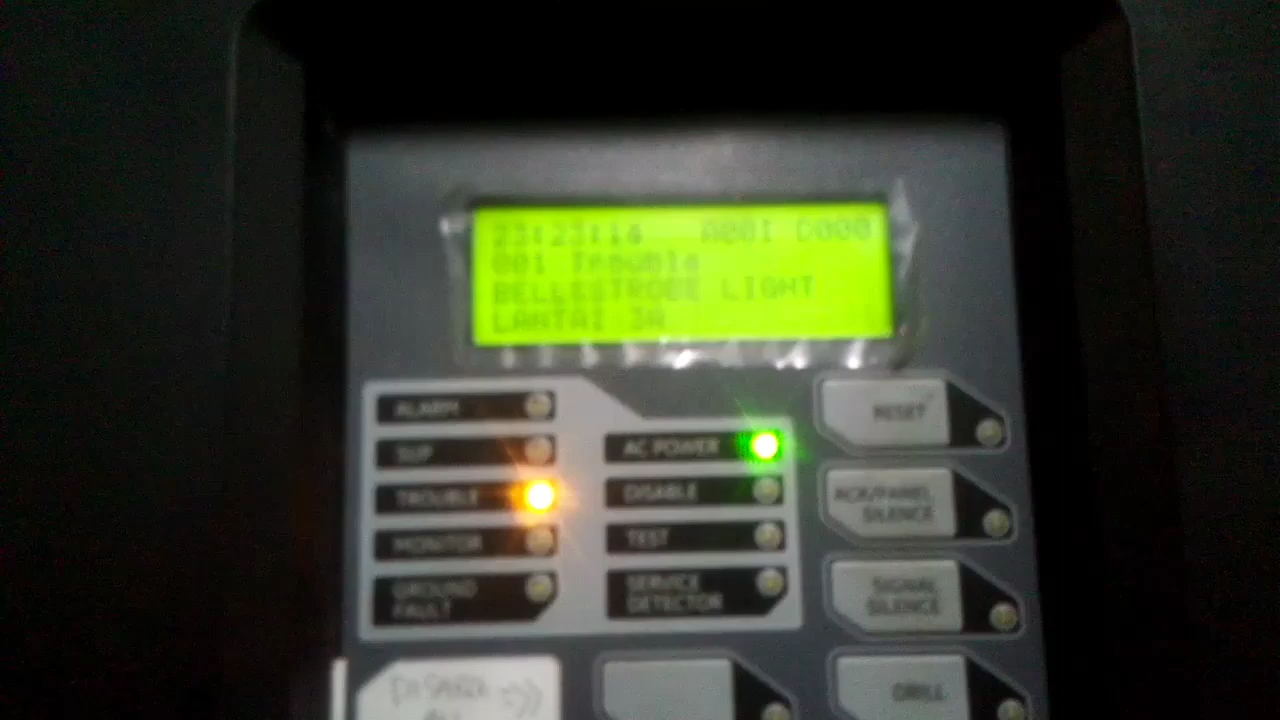 23:23:14 A001 D000
001 Trouble
BELL&STROBE LIGHT
LANTAI 3A
ALARM
SUP
TROUBLE
MONITOR
GROUND
FAULT
AC POWER
DISABLE
TEST
SERVICE
DETECTOR
RESET
ACK/PANEL
SILENCE
SIGNAL
SILENCE
DRILL